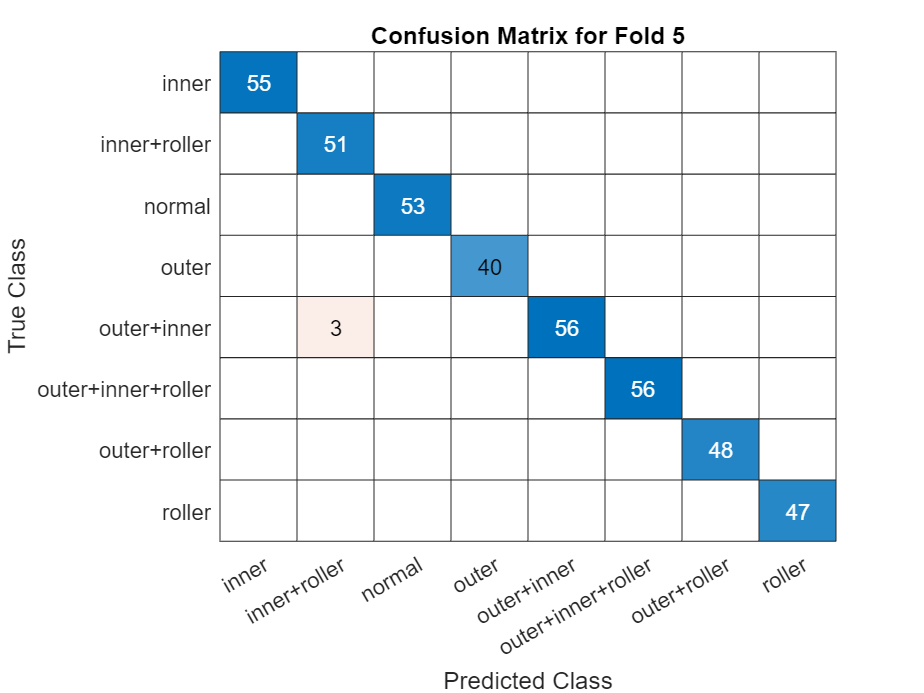 Confusion Matrix for Fold 5
True Class
inner 55
inner+roller 51
normal 53
outer 40
outer+inner 3 56
outer+inner+roller 56
outer+roller 48
roller 47
inner inner+roller normal outer outer+inner outer+inner+roller outer+roller roller
Predicted Class